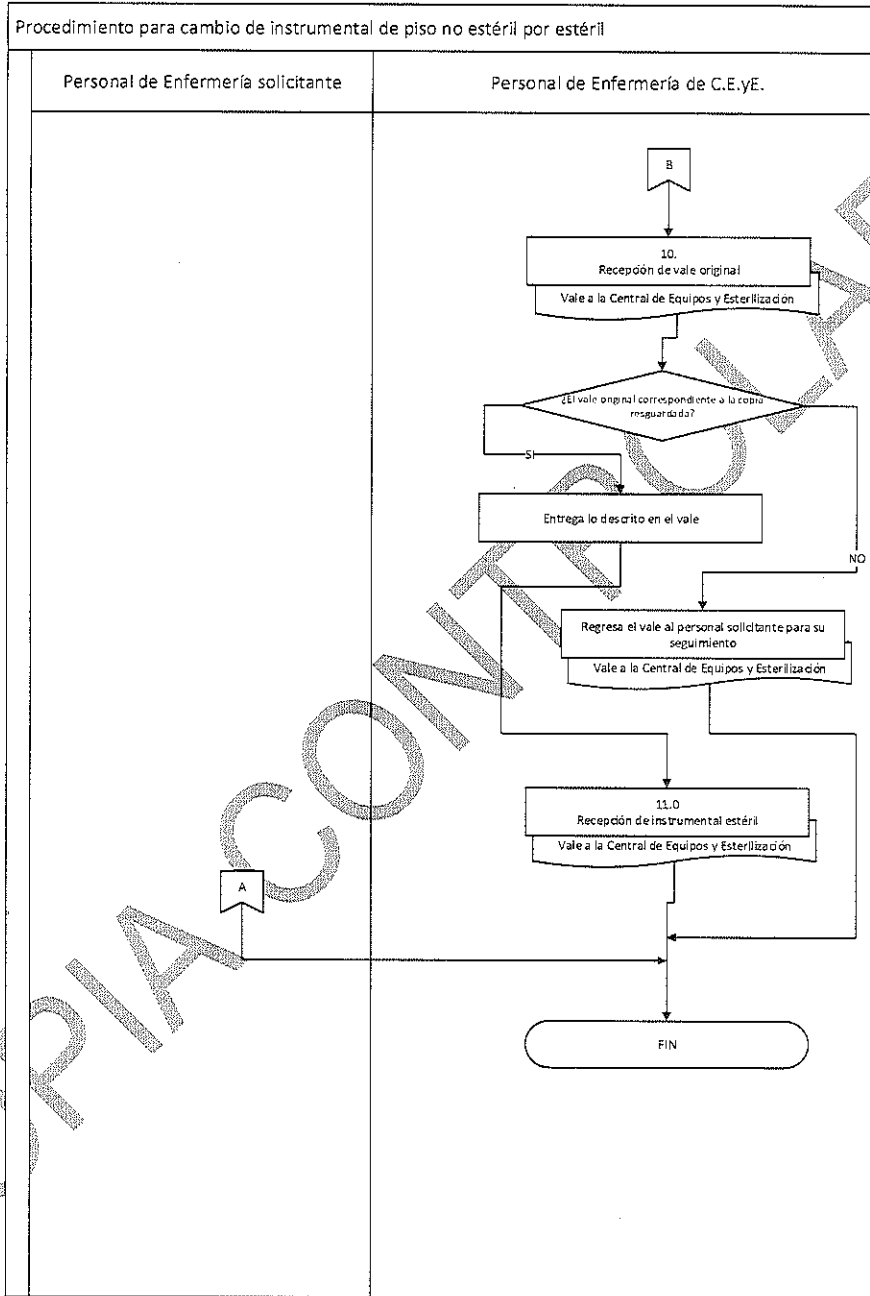 Procedimiento para cambio de instrumental de piso no estéril por estéril
Personal de Enfermería solicitante
Personal de Enfermería de C.E.yE.
B
10.
Recepción de vale original
Vale a la Central de Equipos y Esterilización
¿El vale original correspondiente a la copia
resguardada?
SI
Entrega lo descrito en el vale
NO
Regresa el vale al personal solicitante para su
seguimiento
Vale a la Central de Equipos y Esterilización
11.0
Recepción de instrumental estéril
Vale a la Central de Equipos y Esterilización
A
FIN